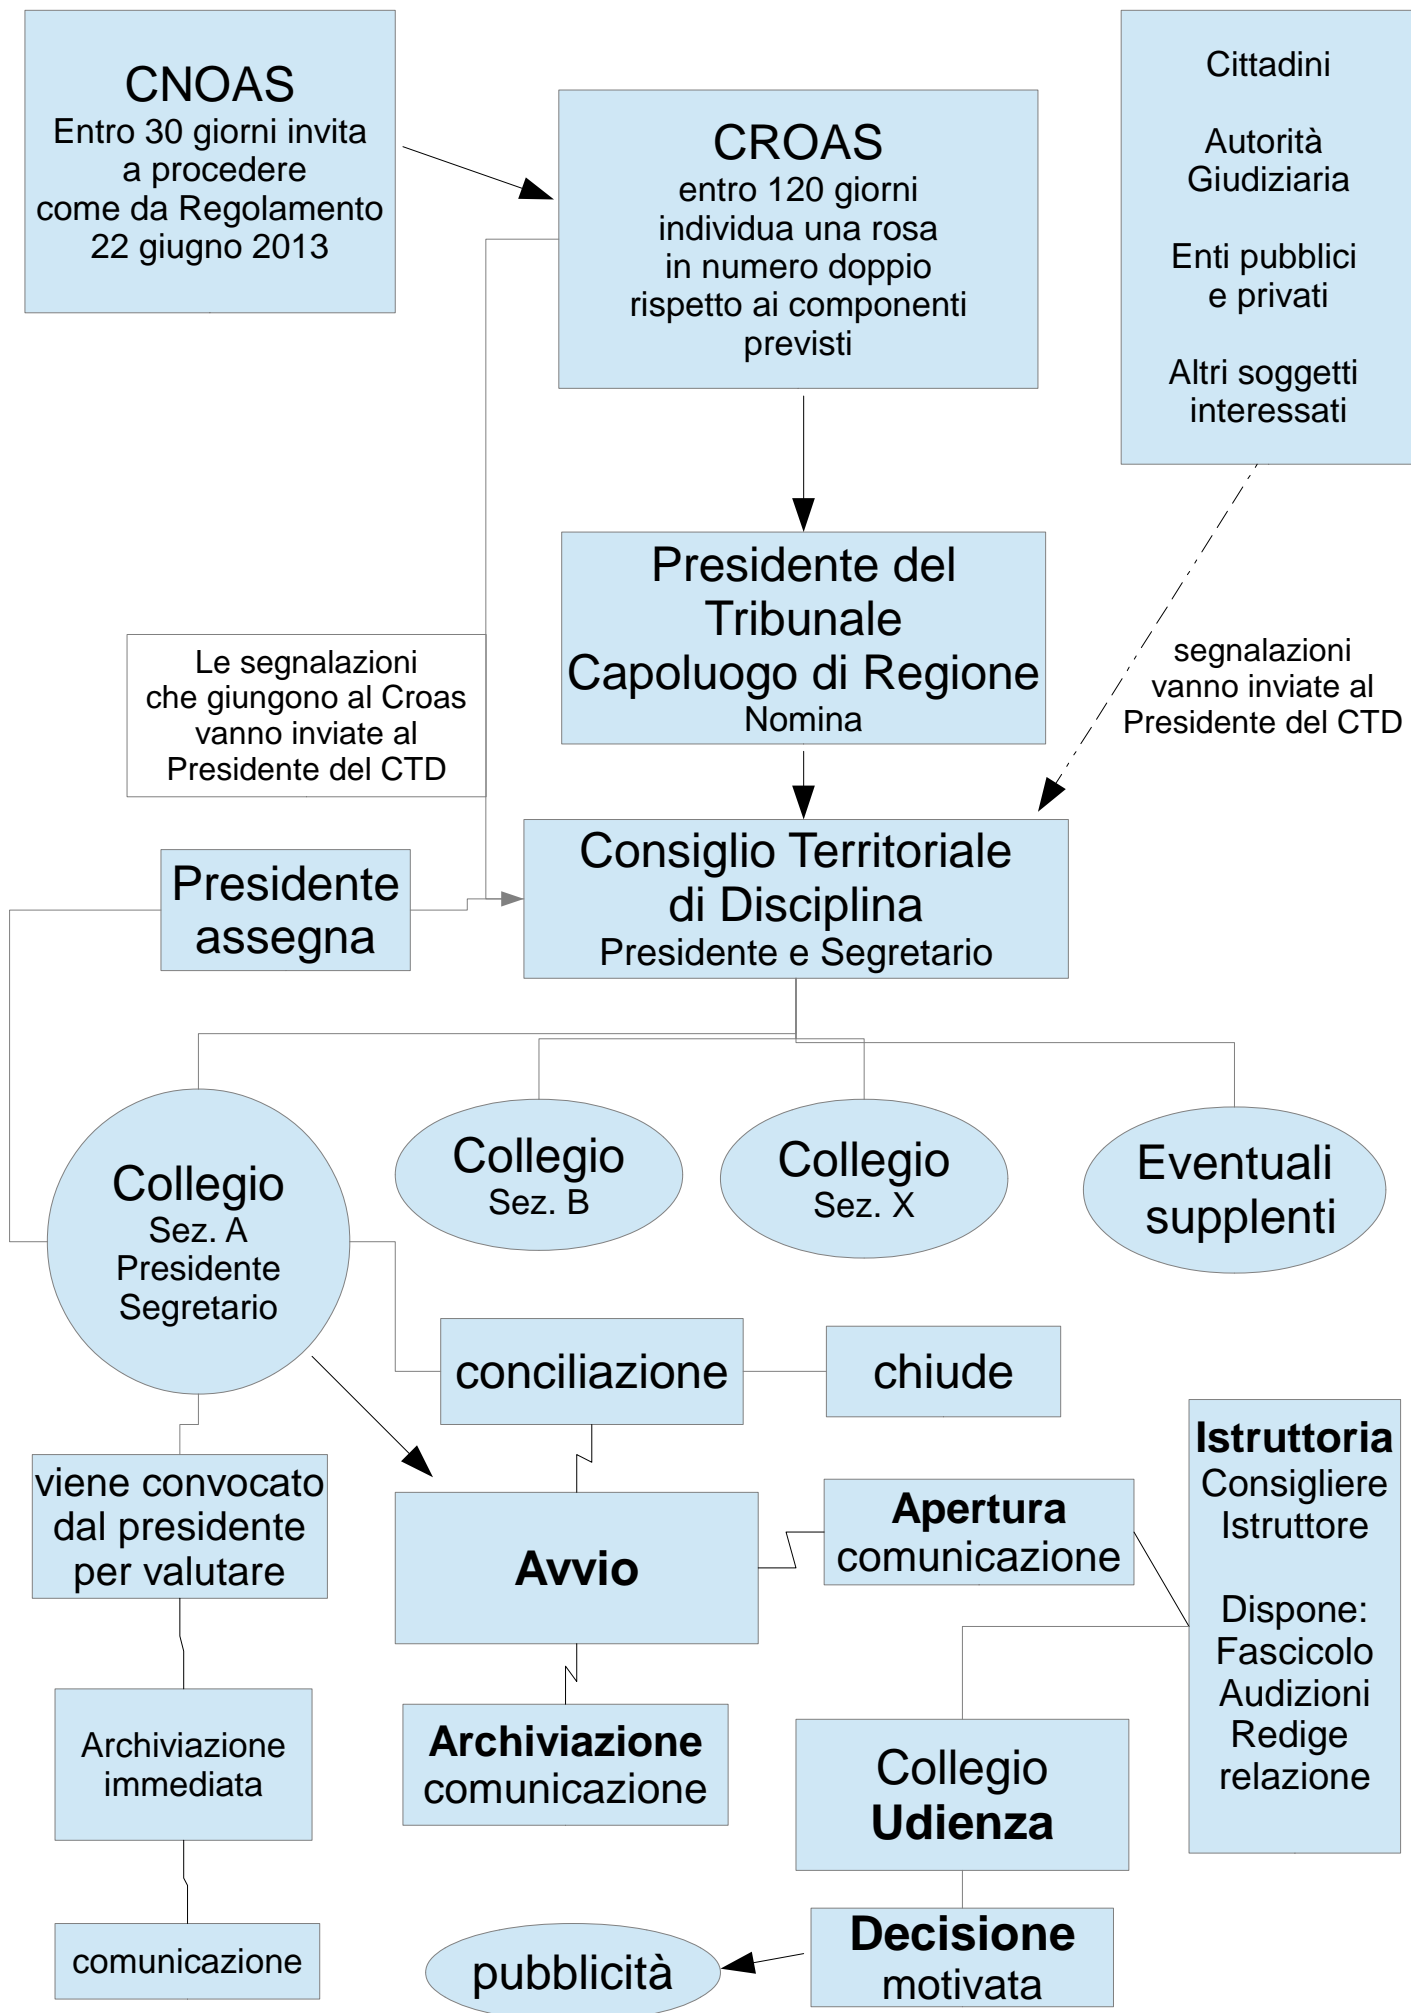 CNOAS
Entro 30 giorni invita
a procedere
come da Regolamento
22 giugno 2013
CROAS
entro 120 giorni
individua una rosa
in numero doppio
rispetto ai componenti
previsti
Cittadini
Autorità
Giudiziaria
Enti pubblici
e privati
Altri soggetti
interessati
Presidente del
Tribunale
Capoluogo di Regione
Nomina
Le segnalazioni
che giungono al Croas
vanno inviate al
Presidente del CTD
segnalazioni
vanno inviate al
Presidente del CTD
Presidente
assegna
Consiglio Territoriale
di Disciplina
Presidente e Segretario
Collegio
Sez. A
Presidente
Segretario
Collegio
Sez. B
Collegio
Sez. X
Eventuali
supplenti
conciliazione
chiude
viene convocato
dal presidente
per valutare
Avvio
Apertura
comunicazione
Istruttoria
Consigliere
Istruttore
Dispone:
Fascicolo
Audizioni
Redige
relazione
Archiviazione
immediata
Archiviazione
comunicazione
Collegio
Udienza
comunicazione
pubblicità
Decisione
motivata